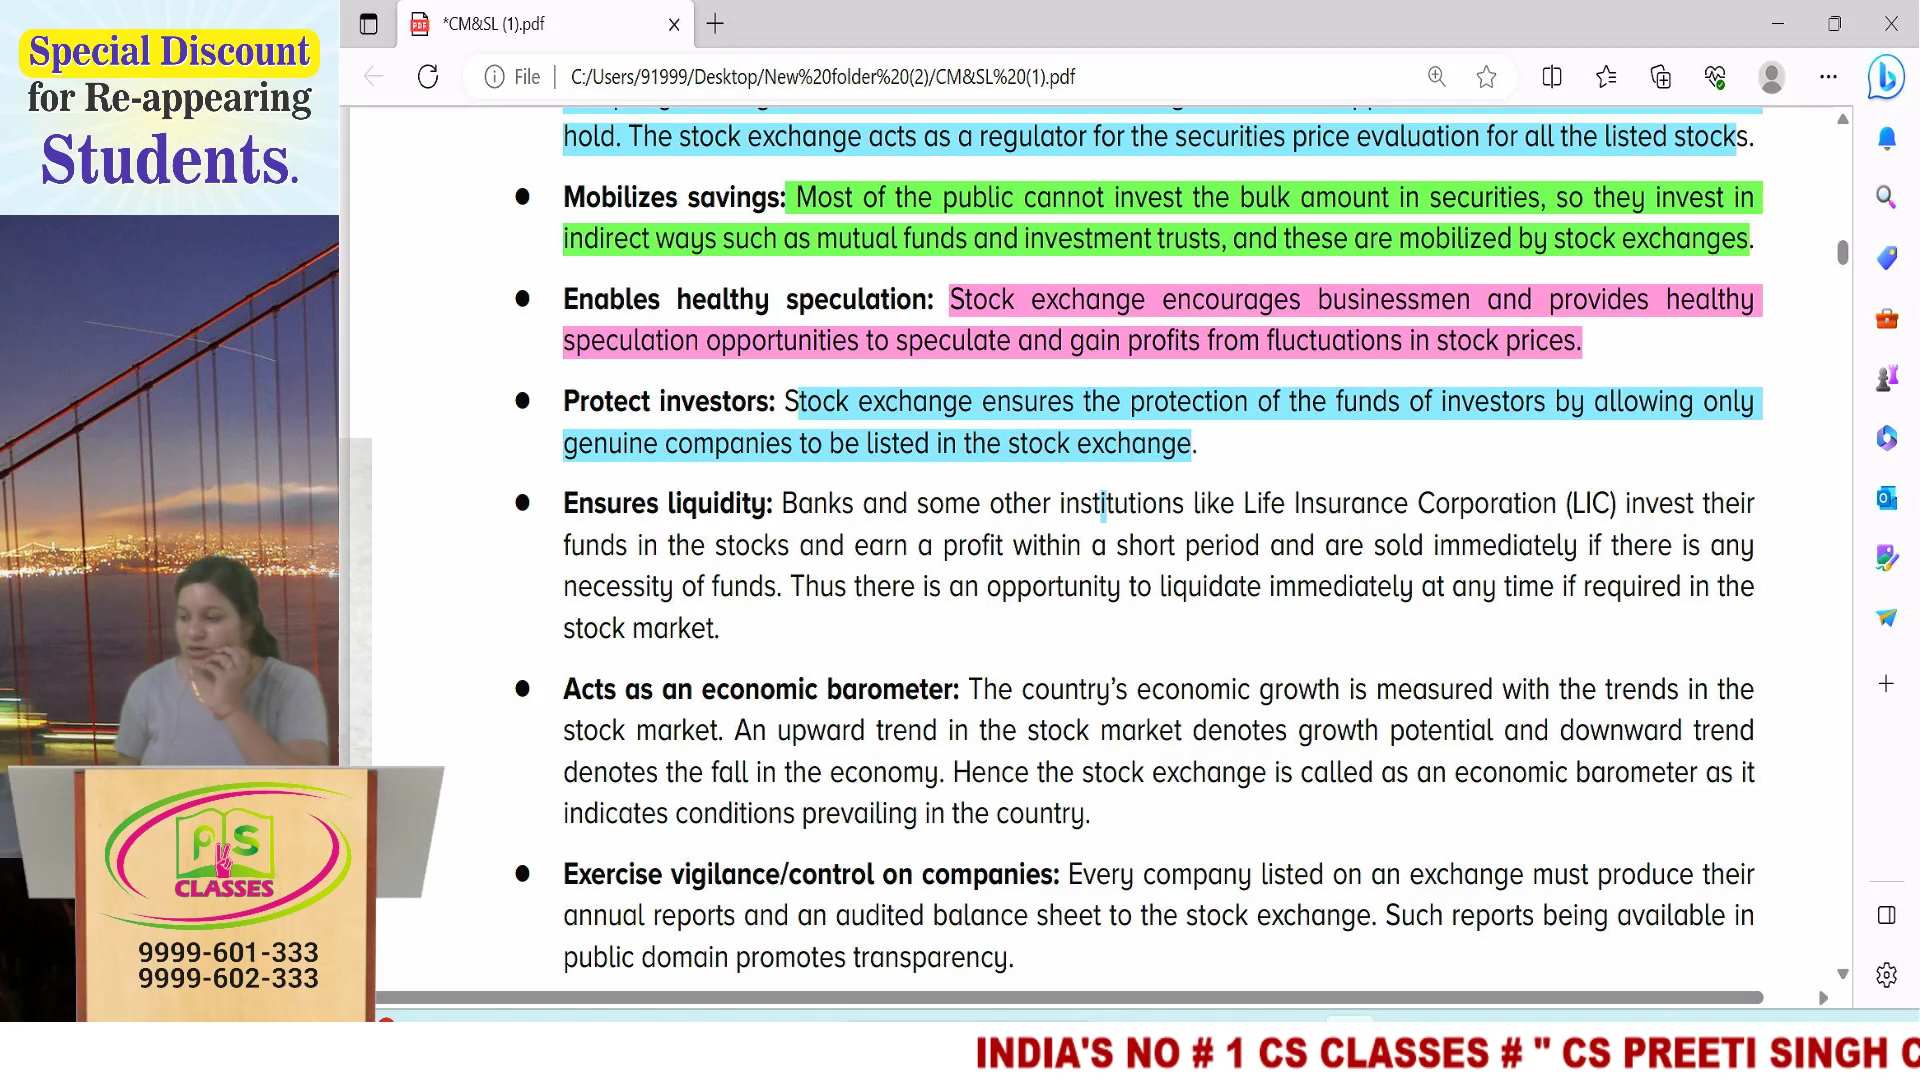 Special Discount
for Re-appearing
Students.
*CM&SL (1).pdf
File
C:/Users/91999/Desktop/New%20folder%20(2)/CM&SL%20(1).pdf
hold. The stock exchange acts as a regulator for the securities price evaluation for all the listed stocks.
● Mobilizes savings: Most of the public cannot invest the bulk amount in securities, so they invest in
indirect ways such as mutual funds and investment trusts, and these are mobilized by stock exchanges.
● Enables healthy speculation: Stock exchange encourages businessmen and provides healthy
speculation opportunities to speculate and gain profits from fluctuations in stock prices.
● Protect investors: Stock exchange ensures the protection of the funds of investors by allowing only
genuine companies to be listed in the stock exchange.
● Ensures liquidity: Banks and some other institutions like Life Insurance Corporation (LIC) invest their
funds in the stocks and earn a profit within a short period and are sold immediately if there is any
necessity of funds. Thus there is an opportunity to liquidate immediately at any time if required in the
stock market.
● Acts as an economic barometer: The country's economic growth is measured with the trends in the
stock market. An upward trend in the stock market denotes growth potential and downward trend
denotes the fall in the economy. Hence the stock exchange is called as an economic barometer as it
indicates conditions prevailing in the country.
● Exercise vigilance/control on companies: Every company listed on an exchange must produce their
annual reports and an audited balance sheet to the stock exchange. Such reports being available in
public domain promotes transparency.
PS
CLASSES
9999-601-333
9999-602-333
INDIA'S NO # 1 CS CLASSES # " CS PREETI SINGH C